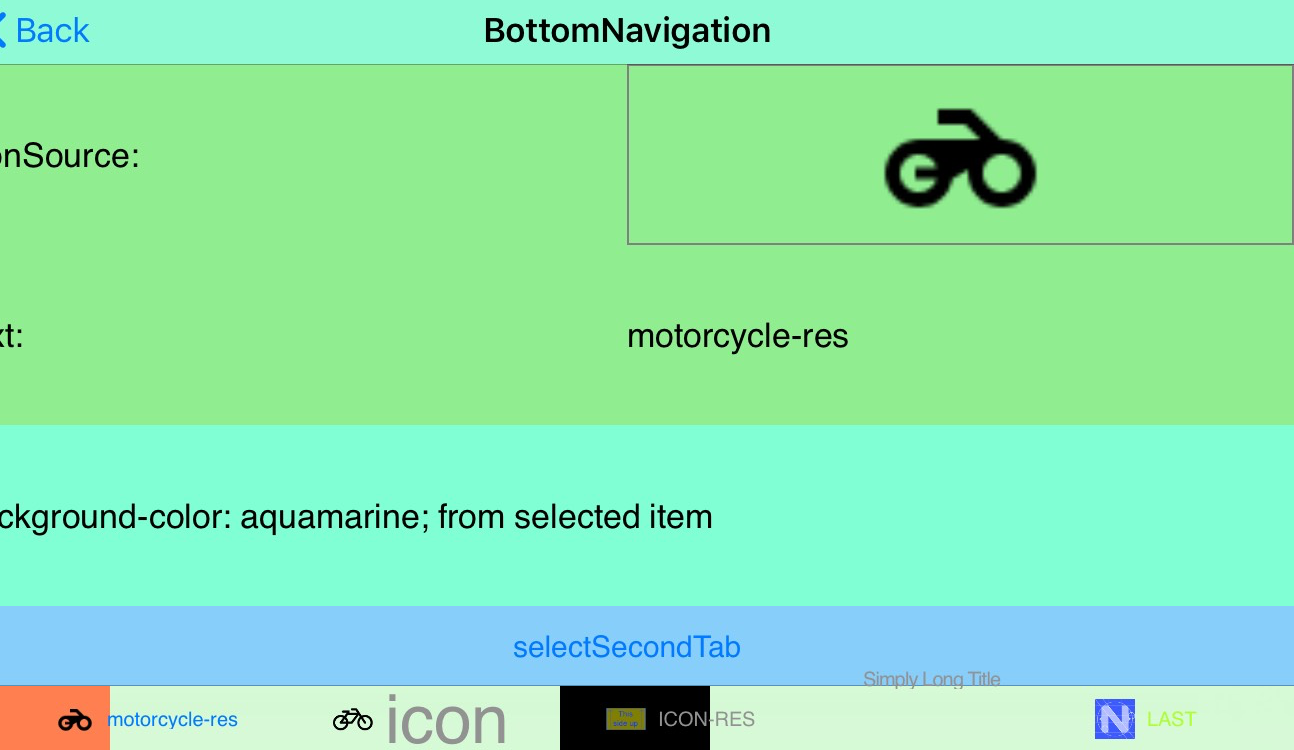 Back
BottomNavigation
onSource:
xt:
motorcycle-res
ckground-color: aquamarine; from selected item
selectSecondTab
Simply Long Title
motorcycle-res
icon
This
side up
ICON-RES
N
LAST